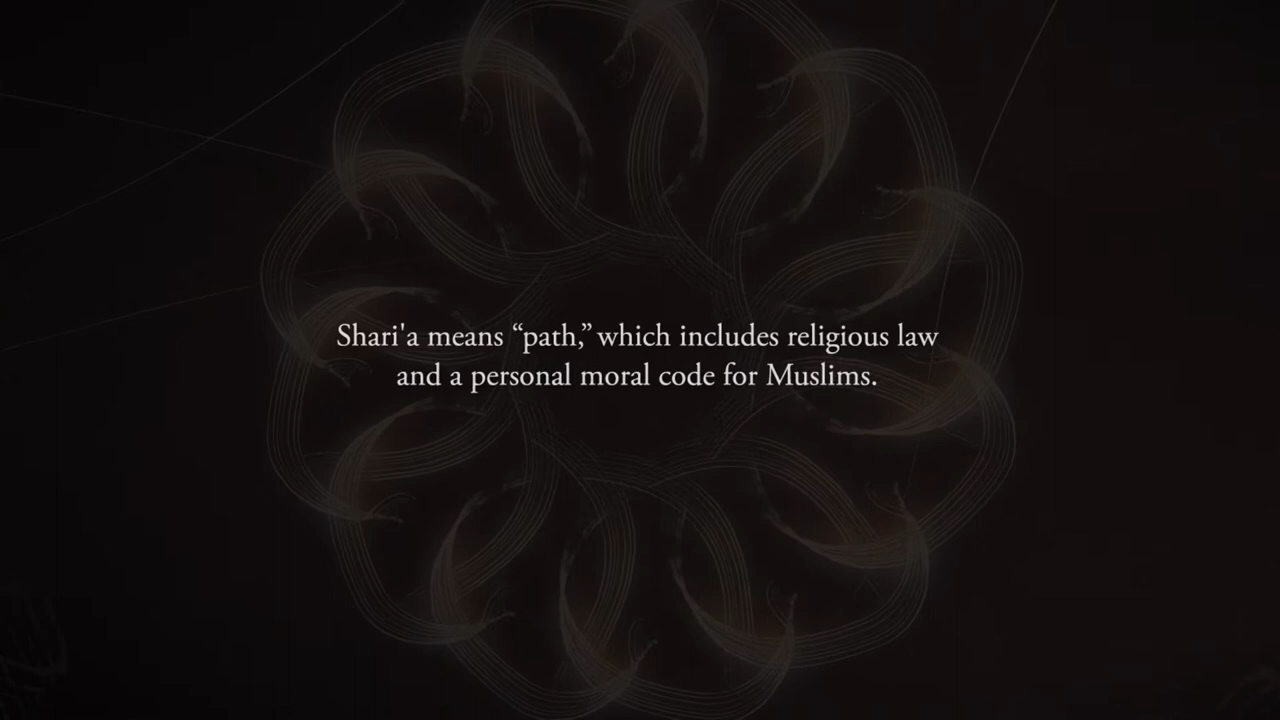 Shari'a means “path,” which includes religious law
and a personal moral code for Muslims.